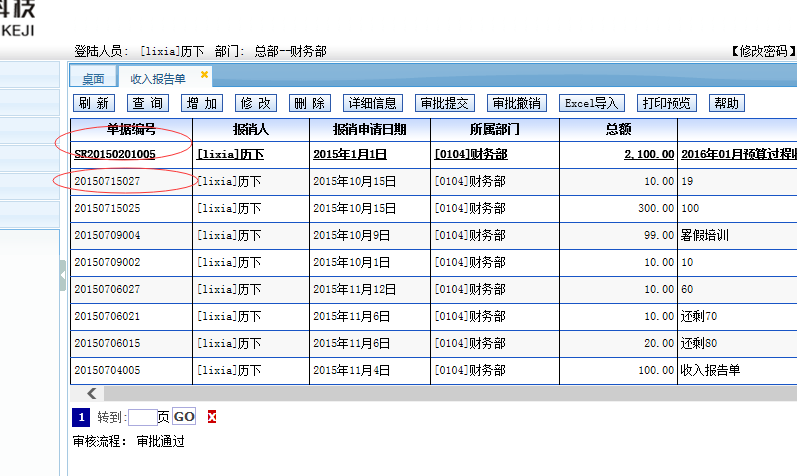 科技
KEJI
登陆人员: [lixia]历下 部门: 总部--财务部 【修改密码】
桌面 收入报告单
刷 新 查 询 增 加 修 改 删 除 详细信息 审批提交 审批撤销 Excel导入 打印预览 帮助
单据编号 报消人 报消申请日期 所属部门 总额
SR20150201005 [lixia]历下 2015年1月1日 [0104]财务部 2,100.00 2016年01月预算过程
20150715027 [lixia]历下 2015年10月15日 [0104]财务部 10.00 19
20150715025 [lixia]历下 2015年10月15日 [0104]财务部 300.00 100
20150709004 [lixia]历下 2015年10月9日 [0104]财务部 99.00 署假培训
20150709002 [lixia]历下 2015年10月1日 [0104]财务部 10.00 10
20150706027 [lixia]历下 2015年11月12日 [0104]财务部 10.00 60
20150706021 [lixia]历下 2015年11月6日 [0104]财务部 10.00 还剩70
20150706015 [lixia]历下 2015年11月6日 [0104]财务部 20.00 还剩80
20150704005 [lixia]历下 2015年11月4日 [0104]财务部 100.00 收入报告单
1 转到: 页 GO
审核流程: 审批通过